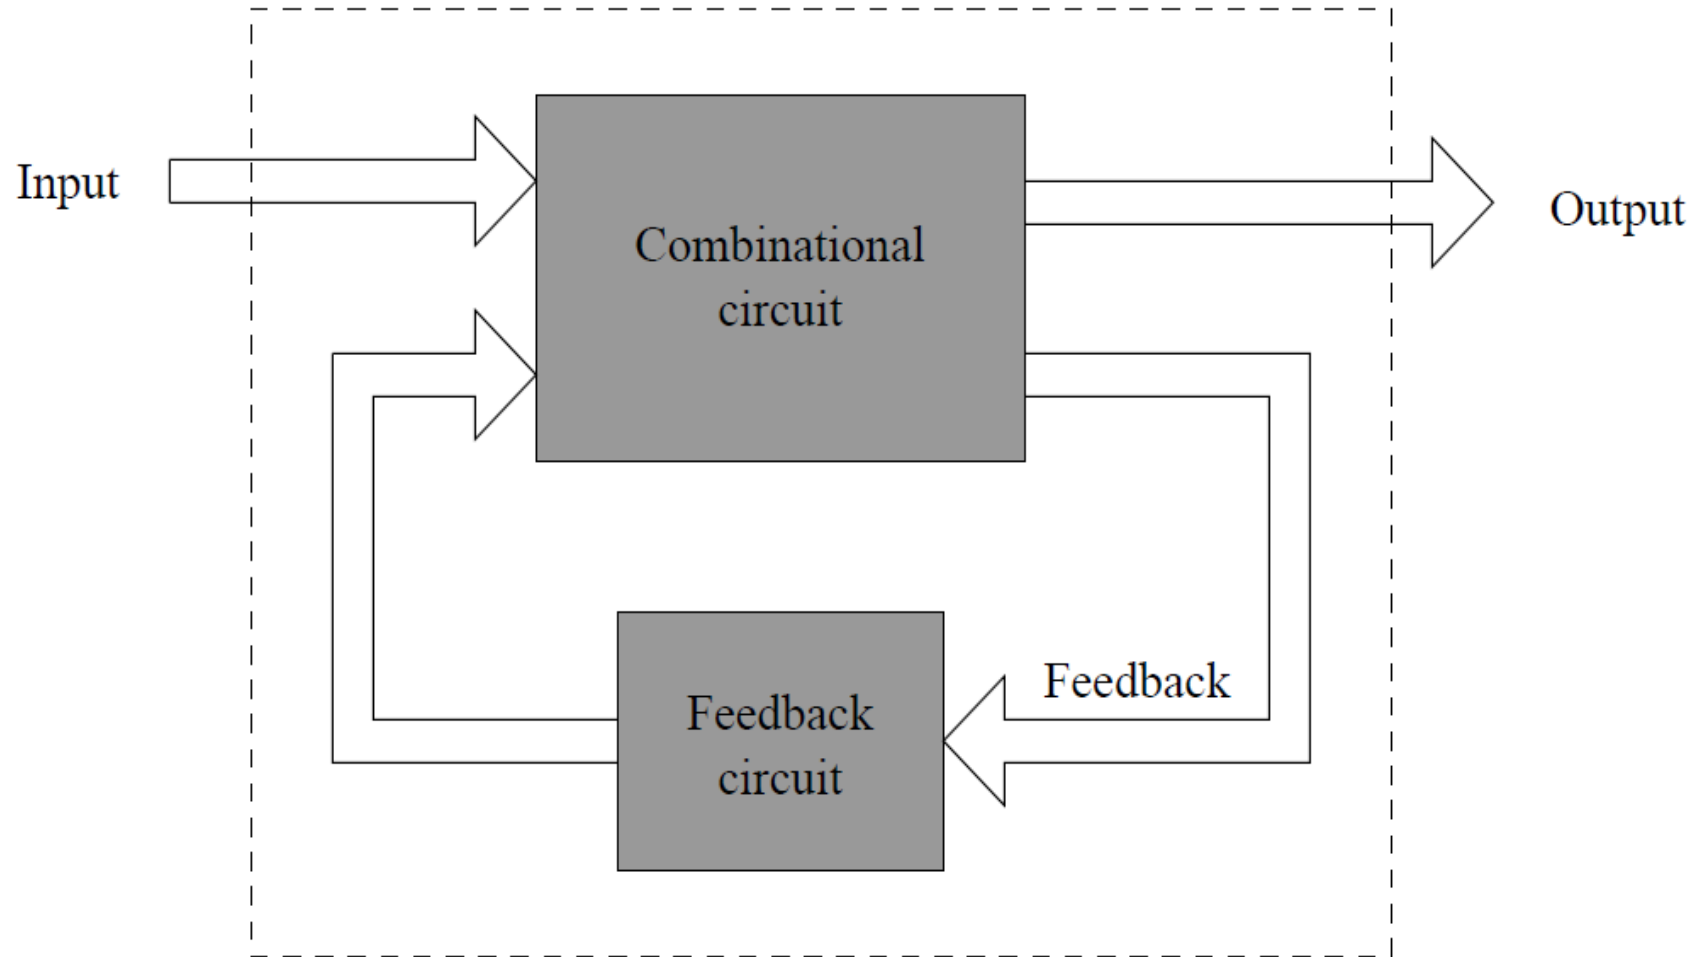 Input
Combinational
circuit
Output
Feedback
Feedback
circuit